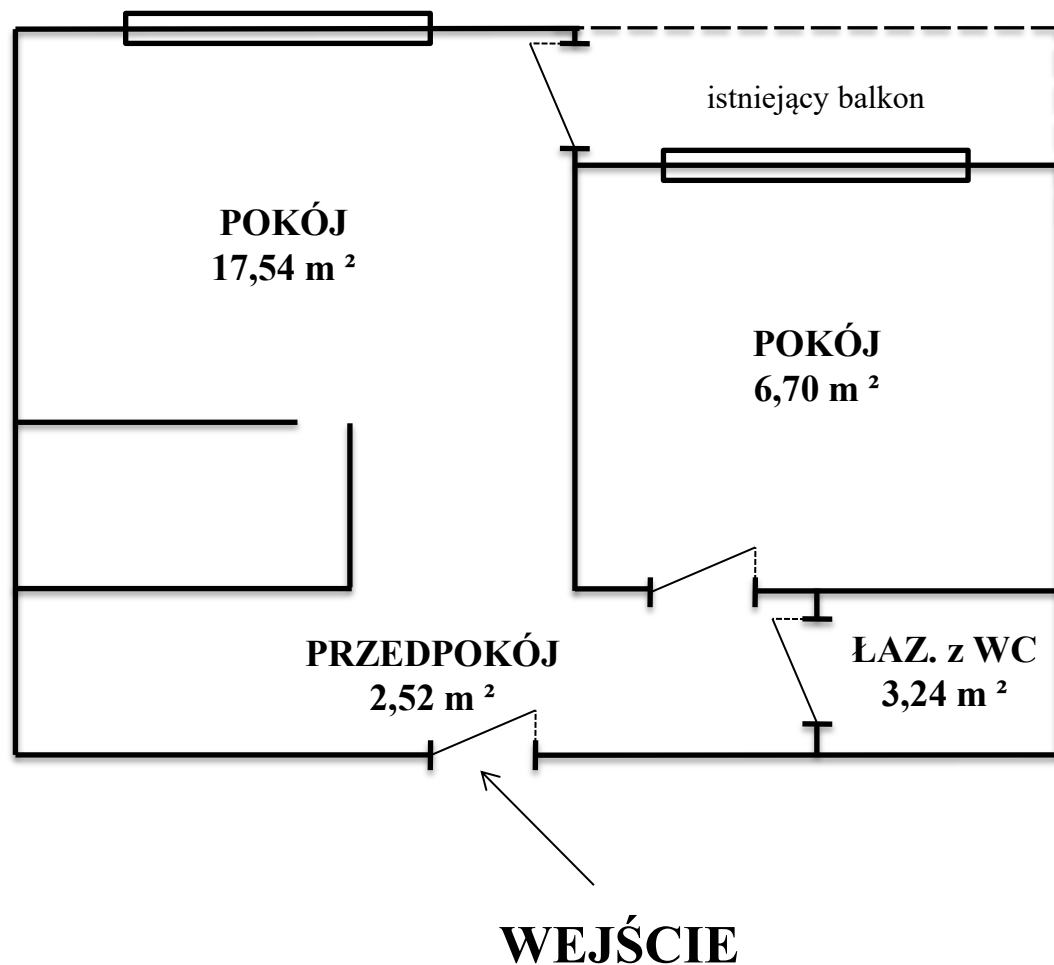 istniejący balkon
POKÓJ
17,54 m ²
POKÓJ
6,70 m ²
PRZEDPOKÓJ
2,52 m ²
ŁAZ. z WC
3,24 m ²
WEJŚCIE